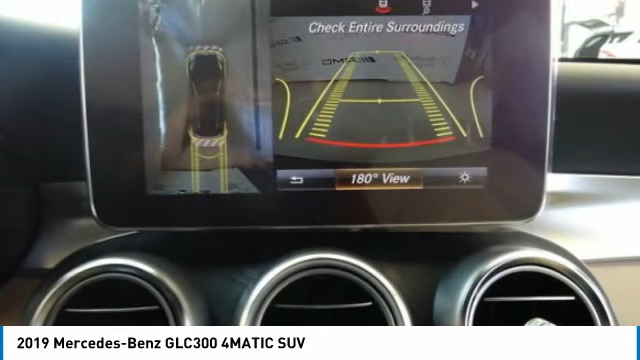 Check Entire Surroundings
180° View
2019 Mercedes-Benz GLC300 4MATIC SUV